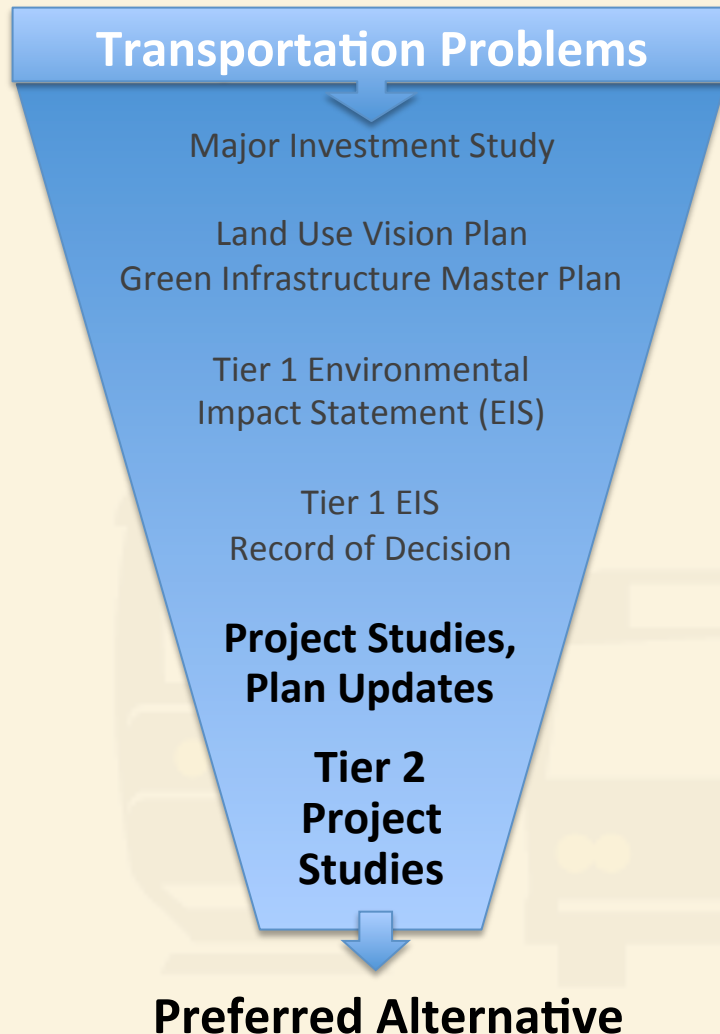 Transportation Problems
Major Investment Study
Land Use Vision Plan
Green Infrastructure Master Plan
Tier 1 Environmental
Impact Statement (EIS)
Tier 1 EIS
Record of Decision
Project Studies,
Plan Updates
Tier 2
Project
Studies
Preferred Alternative